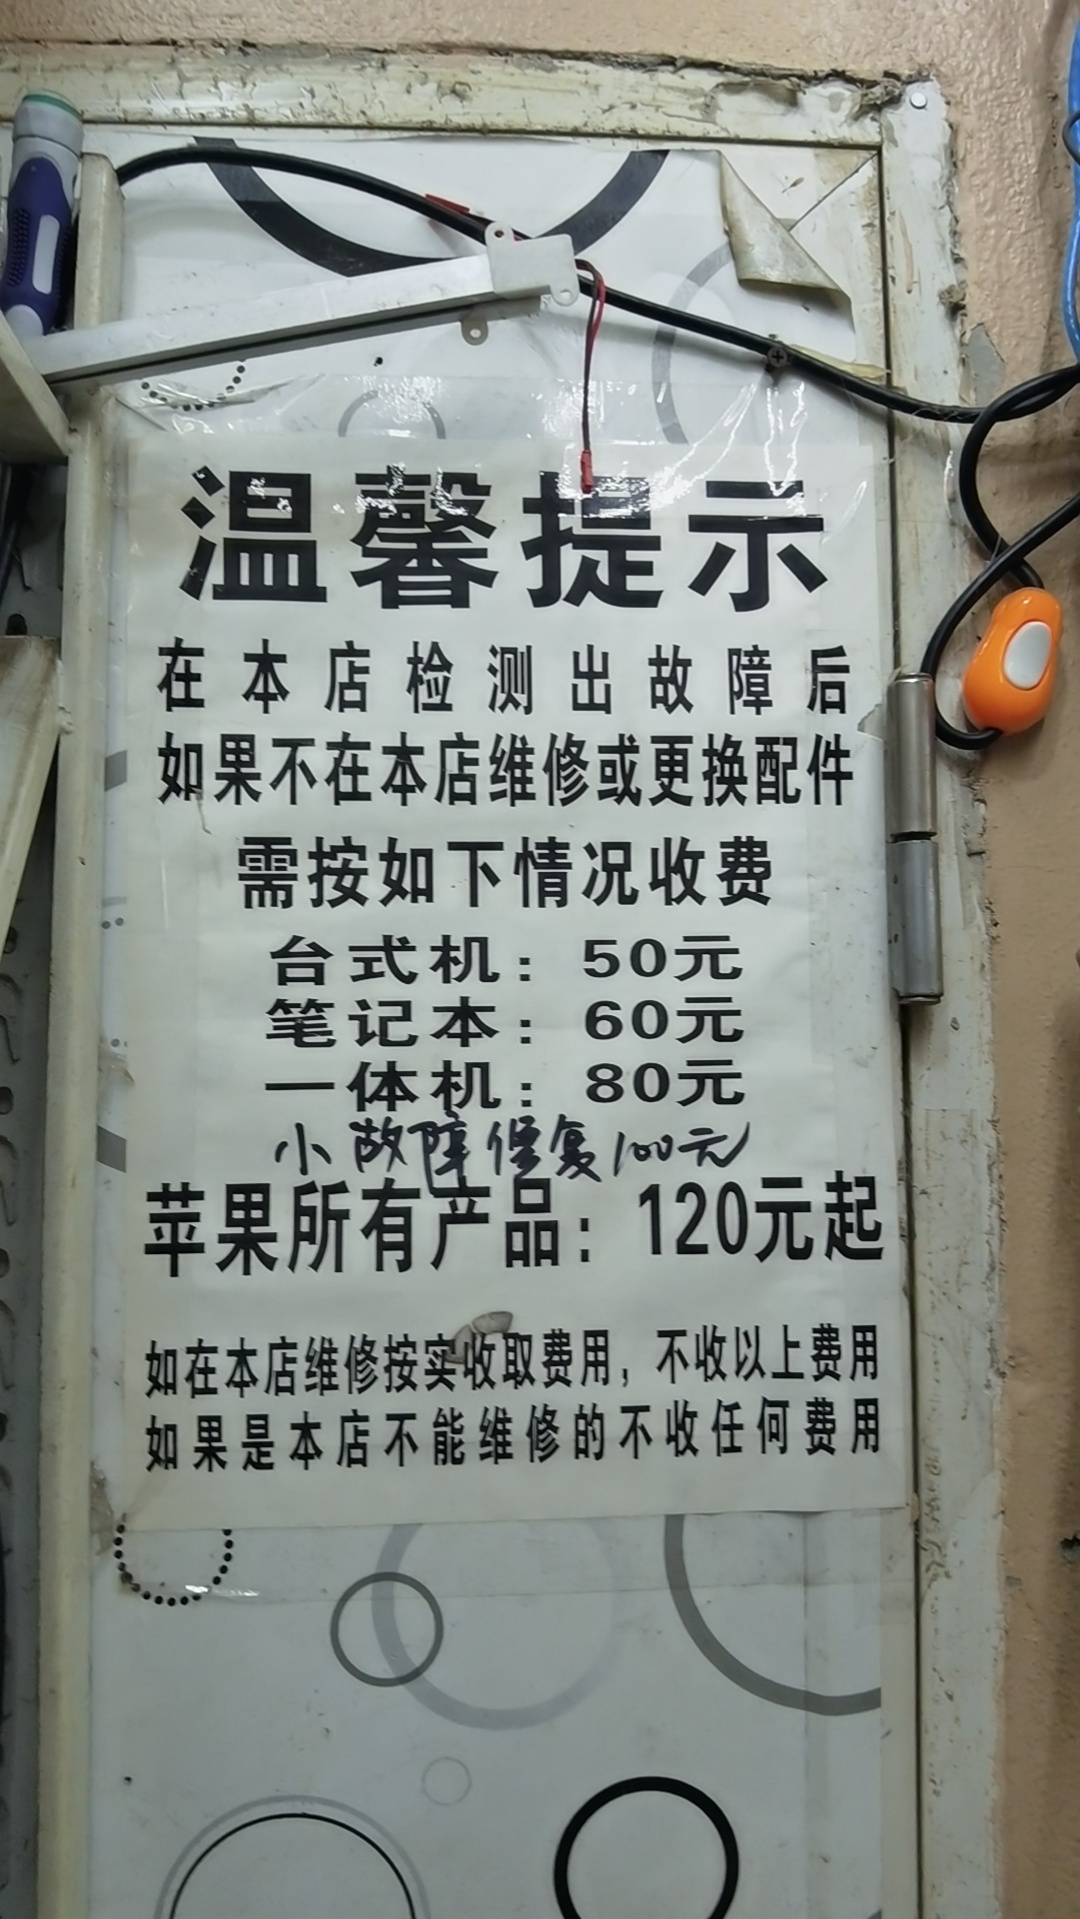 温馨提示
在本店检测出故障后
如果不在本店维修或更换配件
需按如下情况收费
台式机：50元
笔记本：60元
一体机：80元
小故障修复100元
苹果所有产品：120元起
如在本店维修按实收取费用，不收以上费用
如果是本店不能维修的不收任何费用